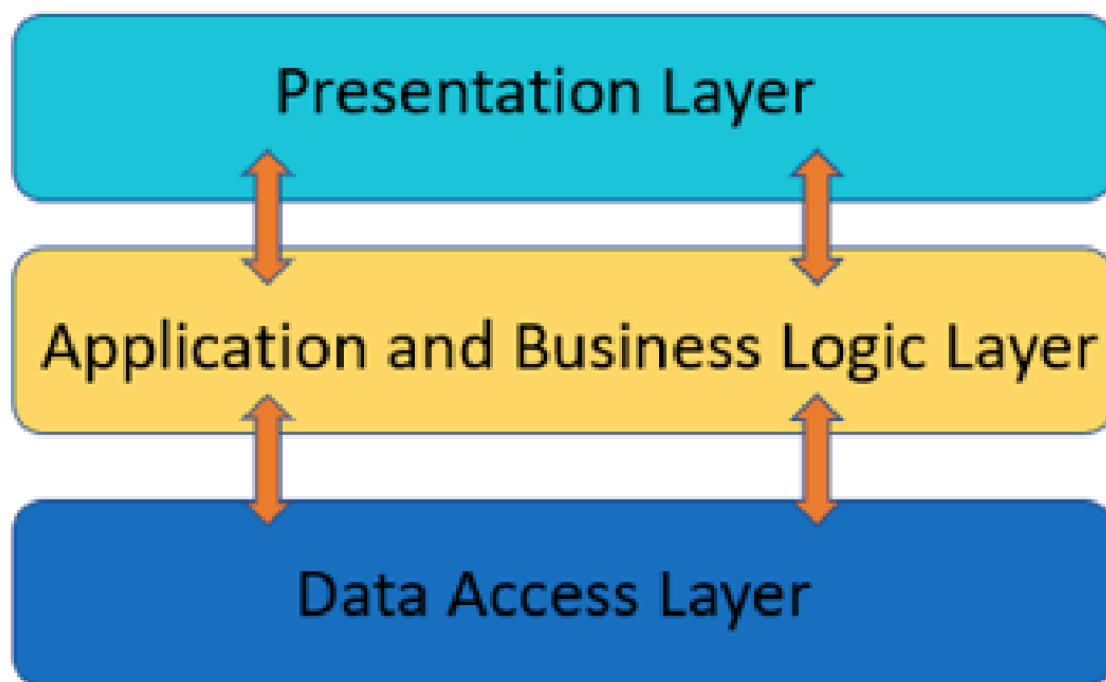 Presentation Layer
Application and Business Logic Layer
Data Access Layer